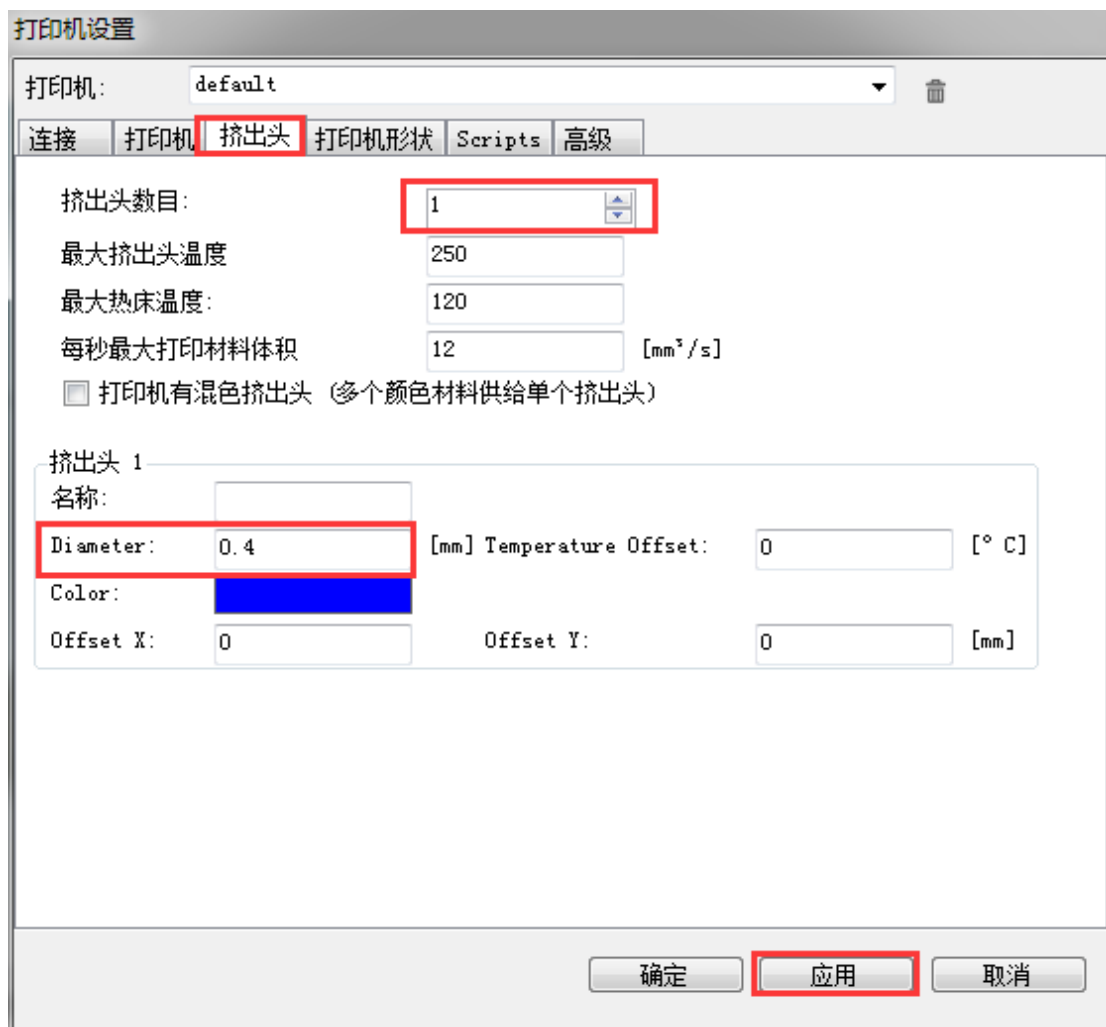 打印机设置
打印机: default
连接 打印机 挤出头 打印机形状 Scripts 高级
挤出头数目: 1
最大挤出头温度 250
最大热床温度: 120
每秒最大打印材料体积 12 [mm³/s]
打印机有混色挤出头 (多个颜色材料供给单个挤出头)
挤出头 1
名称:
Diameter: 0.4 [mm] Temperature Offset: 0 [° C]
Color:
Offset X: 0 Offset Y: 0 [mm]
确定 应用 取消